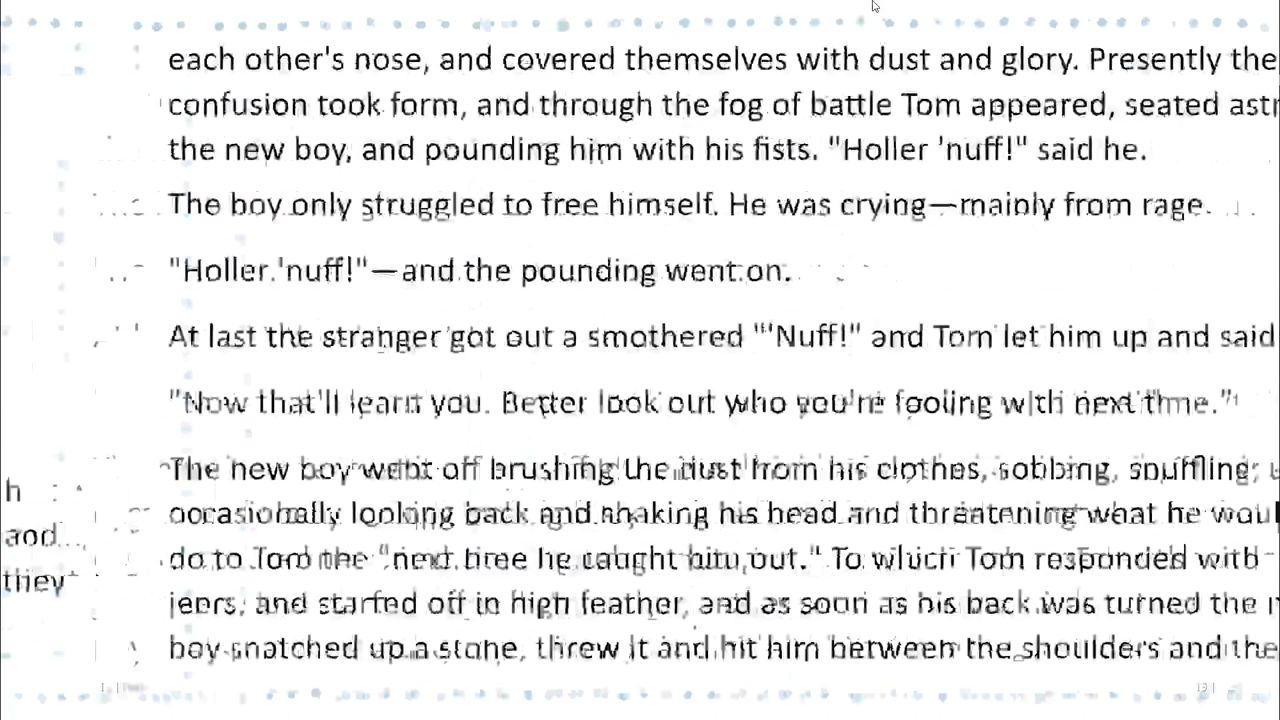 each other's nose, and covered themselves with dust and glory. Presently the
confusion took form, and through the fog of battle Tom appeared, seated astr
the new boy, and pounding him with his fists. "Holler 'nuff!" said he.
The boy only struggled to free himself. He was crying—mainly from rage.
"Holler 'nuff!"—and the pounding went on.
At last the stranger got out a smothered "'Nuff!" and Tom let him up and said
"Now that'll learn you. Better look out who you're fooling with next time."
The new boy went off brushing the dust from his clothes, sobbing, snuffling,
occasionally looking back and shaking his head and threatening what he woul
do to Tom the "next time he caught him out." To which Tom responded with
jeers, and started off in high feather, and as soon as his back was turned the
boy snatched up a stone, threw it and hit him between the shoulders and the
h
and
they
13 |